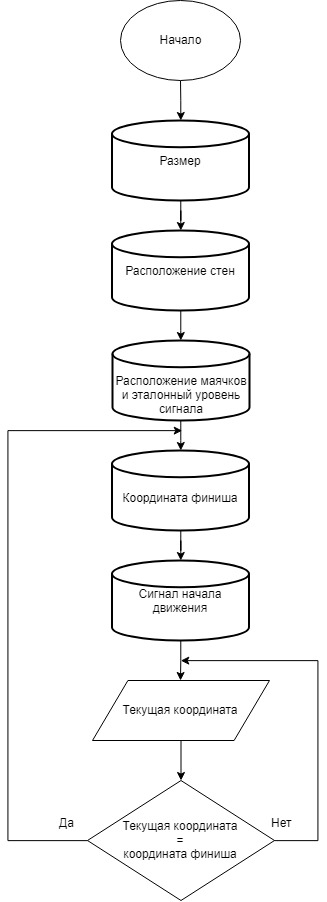 Начало
Размер
Расположение стен
Расположение маячков
и эталонный уровень
сигнала
Координата финиша
Сигнал начала
движения
Текущая координата
Да
Нет
Текущая координата
=
координата финиша